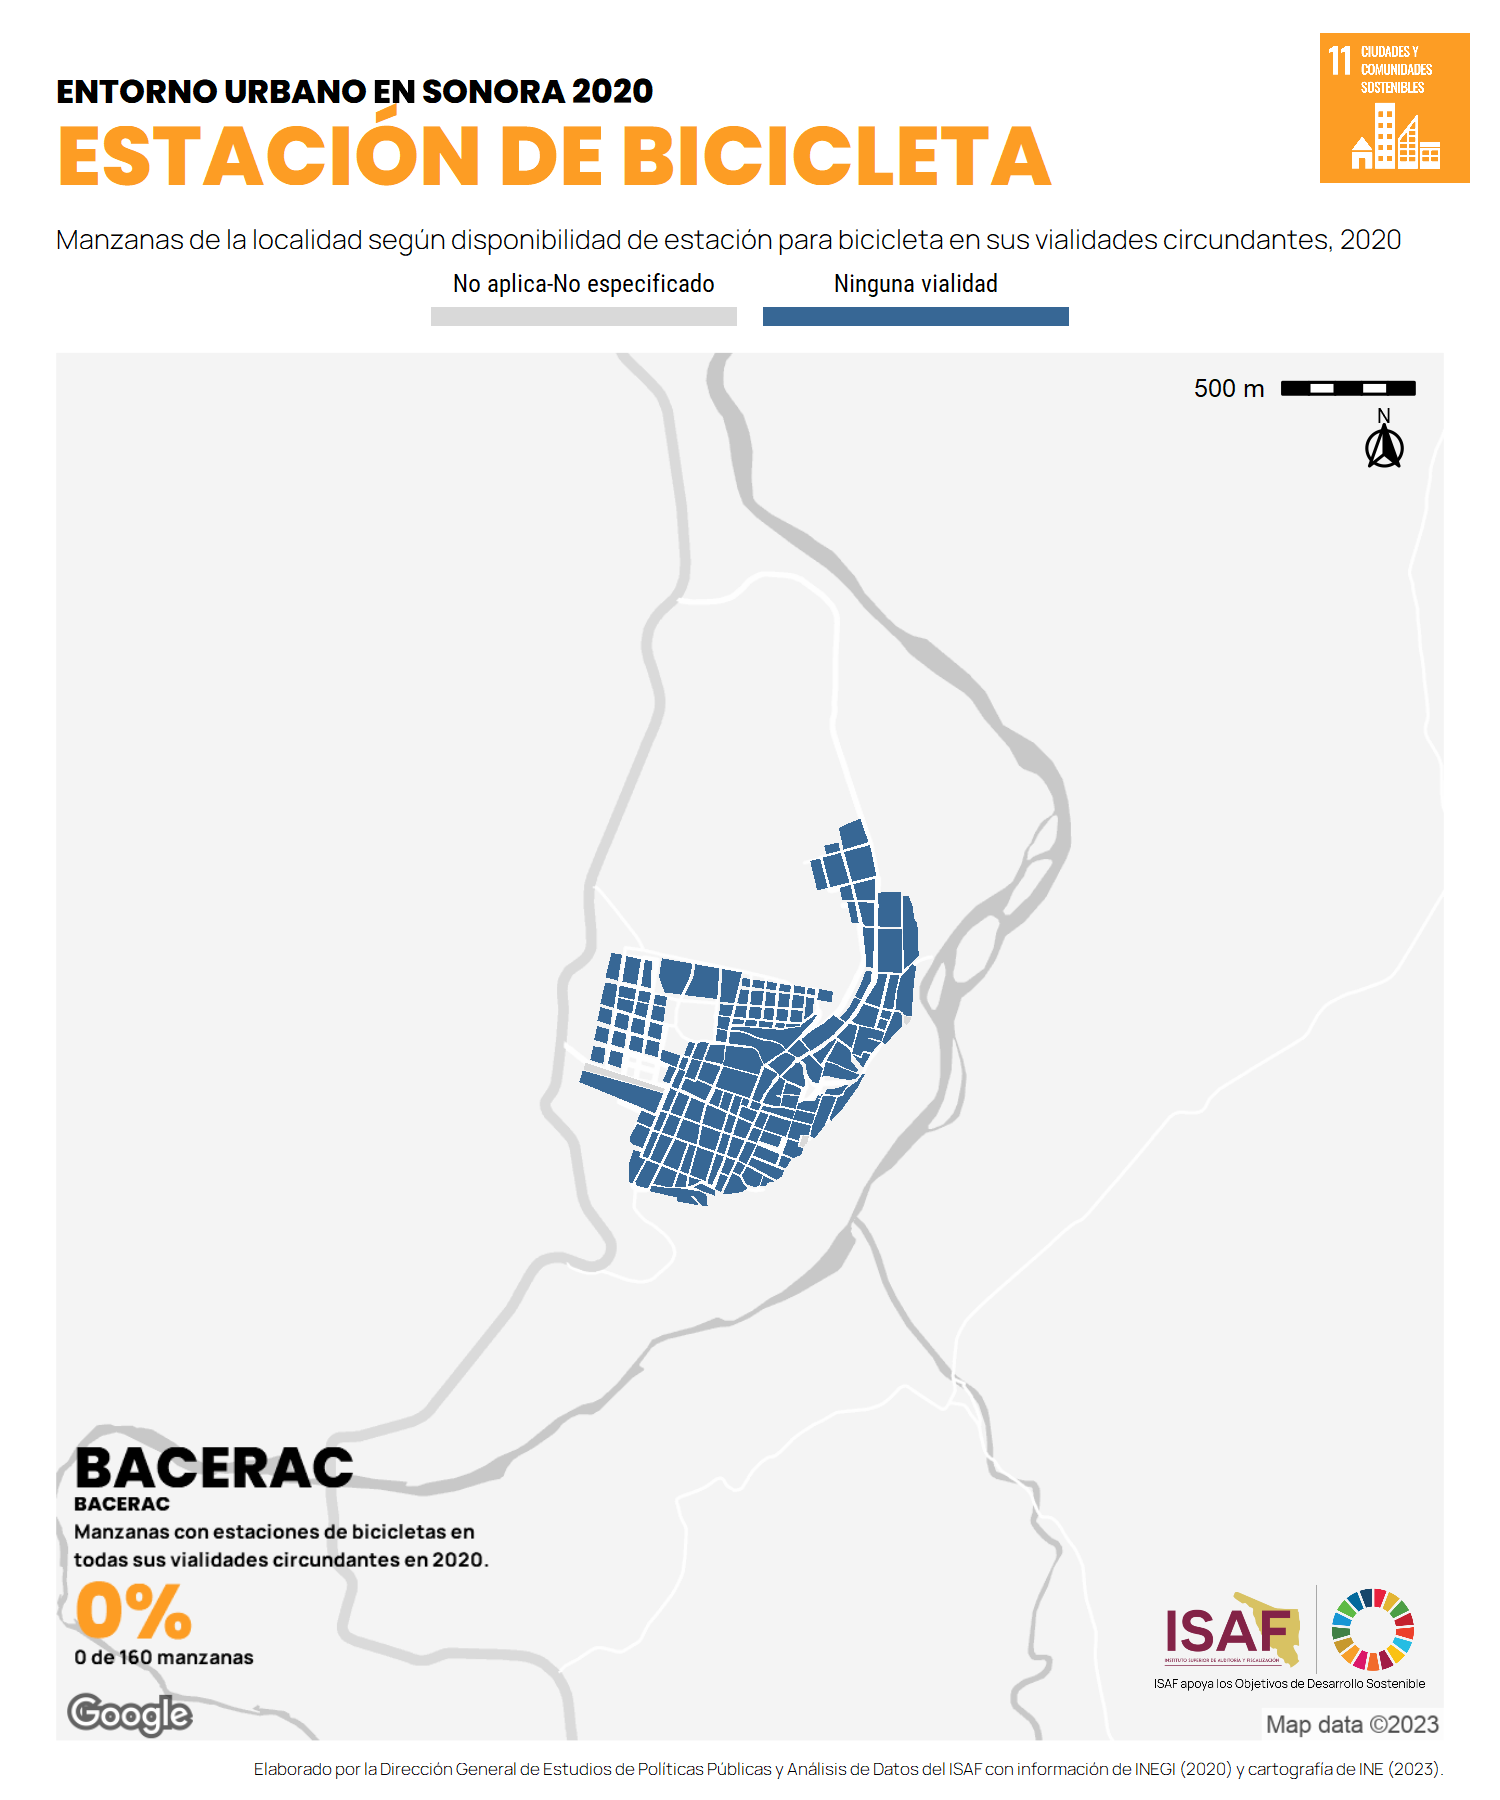 ENTORNO URBANO EN SONORA 2020
ESTACIÓN DE BICICLETA
11 CIUDADES Y
COMUNIDADES
SOSTENIBLES
Manzanas de la localidad según disponibilidad de estación para bicicleta en sus vialidades circundantes, 2020
No aplica-No especificado
Ninguna vialidad
500 m
N
BACERAC
BACERAC
Manzanas con estaciones de bicicletas en
todas sus vialidades circundantes en 2020.
0%
0 de 160 manzanas
Google
ISAF
INSTITUTO SUPERIOR DE AUDITORÍA Y FISCALIZACIÓN
ISAF apoya los Objetivos de Desarrollo Sostenible
Map data ©2023
Elaborado por la Dirección General de Estudios de Políticas Públicas y Análisis de Datos del ISAF con información de INEGI (2020) y cartografía de INE (2023).